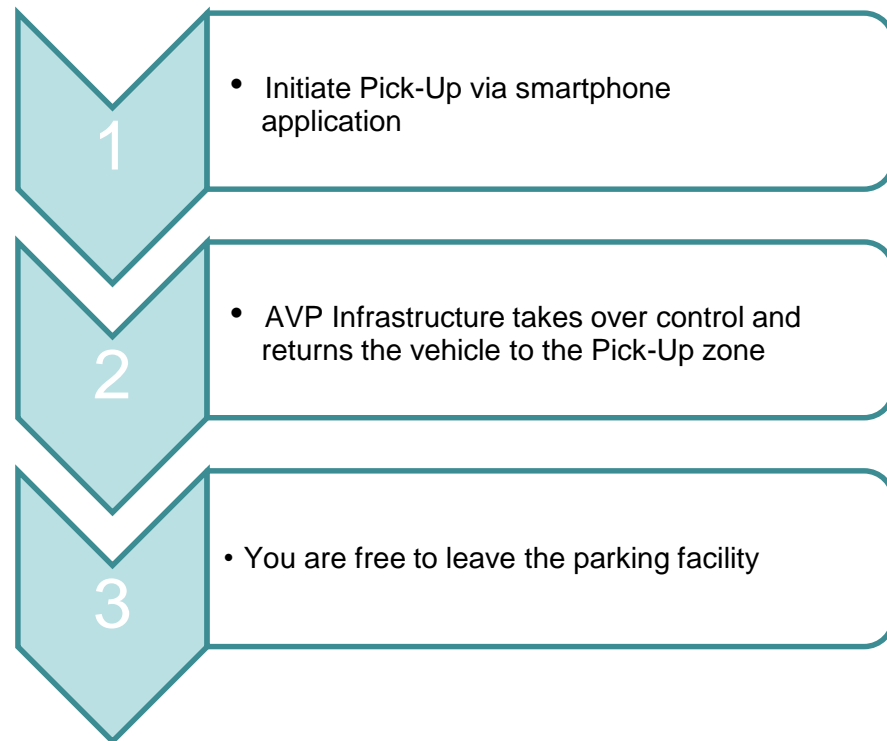 1
• Initiate Pick-Up via smartphone
application
2
• AVP Infrastructure takes over control and
returns the vehicle to the Pick-Up zone
3
• You are free to leave the parking facility